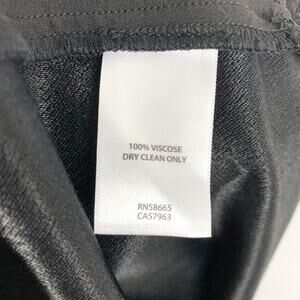 100% VISCOSE
DRY CLEAN ONLY
RN58665
CA57963